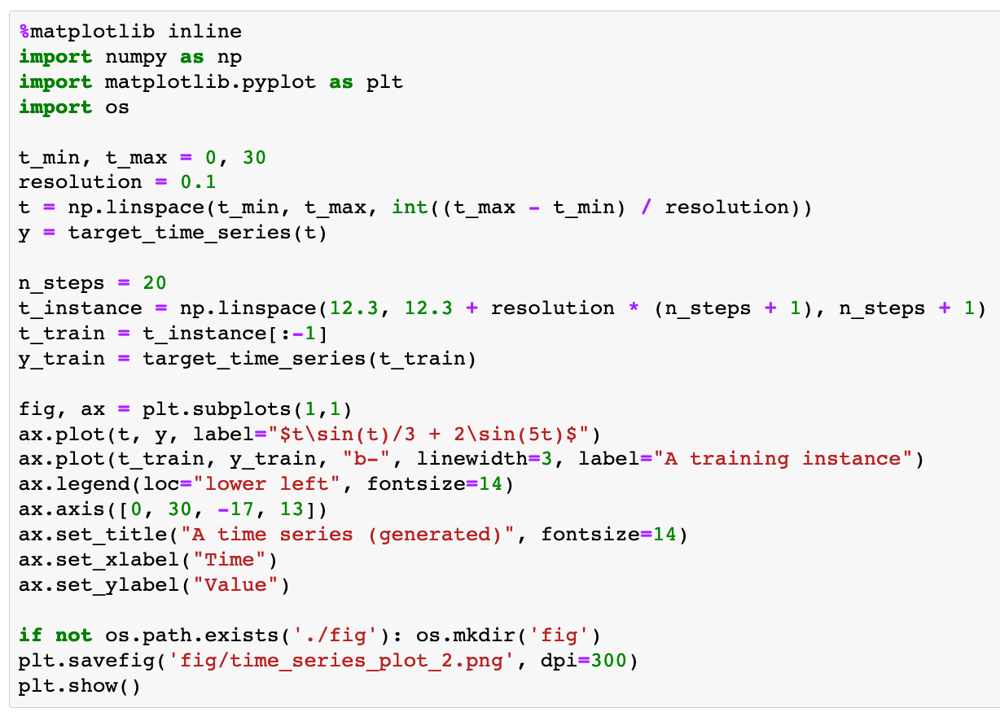 %matplotlib inline
import numpy as np
import matplotlib.pyplot as plt
import os

t_min, t_max = 0, 30
resolution = 0.1
t = np.linspace(t_min, t_max, int((t_max - t_min) / resolution))
y = target_time_series(t)

n_steps = 20
t_instance = np.linspace(12.3, 12.3 + resolution * (n_steps + 1), n_steps + 1)
t_train = t_instance[:-1]
y_train = target_time_series(t_train)

fig, ax = plt.subplots(1,1)
ax.plot(t, y, label="$t\sin(t)/3 + 2\sin(5t)$")
ax.plot(t_train, y_train, "b-", linewidth=3, label="A training instance")
ax.legend(loc="lower left", fontsize=14)
ax.axis([0, 30, -17, 13])
ax.set_title("A time series (generated)", fontsize=14)
ax.set_xlabel("Time")
ax.set_ylabel("Value")

if not os.path.exists('./fig'): os.mkdir('fig')
plt.savefig('fig/time_series_plot_2.png', dpi=300)
plt.show()